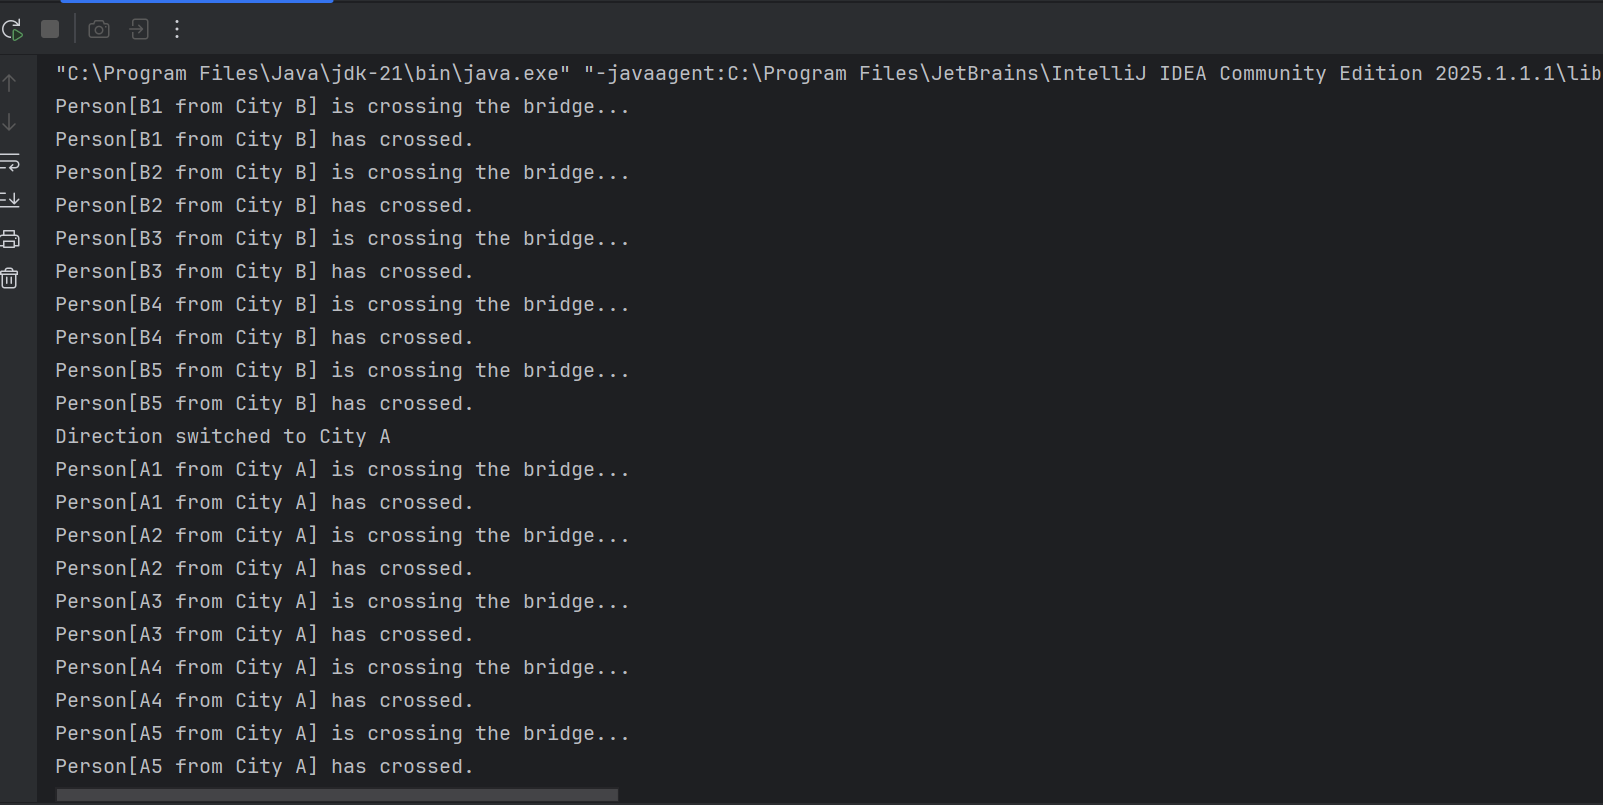 "C:\Program Files\Java\jdk-21\bin\java.exe" "-javaagent:C:\Program Files\JetBrains\IntelliJ IDEA Community Edition 2025.1.1.1\lib
Person[B1 from City B] is crossing the bridge...
Person[B1 from City B] has crossed.
Person[B2 from City B] is crossing the bridge...
Person[B2 from City B] has crossed.
Person[B3 from City B] is crossing the bridge...
Person[B3 from City B] has crossed.
Person[B4 from City B] is crossing the bridge...
Person[B4 from City B] has crossed.
Person[B5 from City B] is crossing the bridge...
Person[B5 from City B] has crossed.
Direction switched to City A
Person[A1 from City A] is crossing the bridge...
Person[A1 from City A] has crossed.
Person[A2 from City A] is crossing the bridge...
Person[A2 from City A] has crossed.
Person[A3 from City A] is crossing the bridge...
Person[A3 from City A] has crossed.
Person[A4 from City A] is crossing the bridge...
Person[A4 from City A] has crossed.
Person[A5 from City A] is crossing the bridge...
Person[A5 from City A] has crossed.